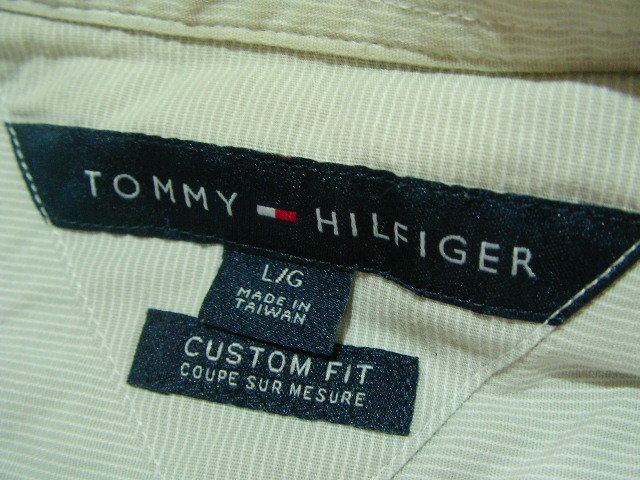 TOMMY HILFIGER
L/G
MADE IN
TAIWAN
CUSTOM FIT
COUPE SUR MESURE